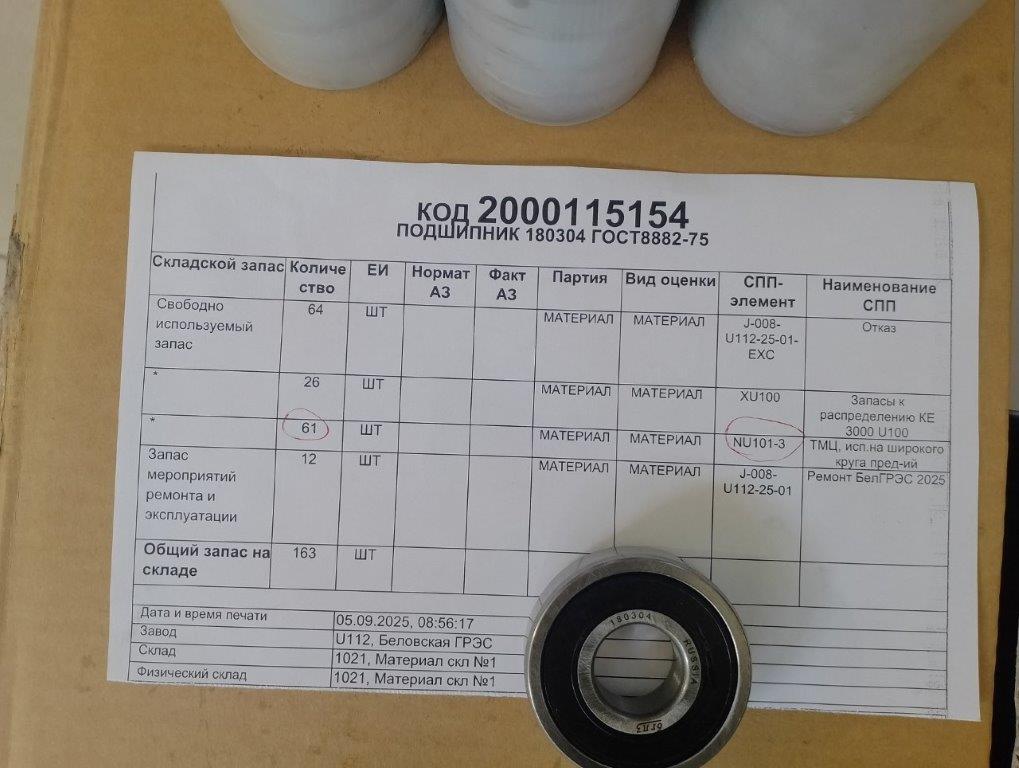 КОД 2000115154
ПОДШИПНИК 180304 ГОСТ8882-75
Складской запас Количе ство ЕИ Нормат АЗ Факт АЗ Партия Вид оценки СПП-элемент Наименование СПП
Свободно используемый запас 64 ШТ МАТЕРИАЛ МАТЕРИАЛ J-008-U112-25-01-EXC Отказ
* 26 ШТ МАТЕРИАЛ МАТЕРИАЛ XU100 Запасы к распределению КЕ 3000 U100
* 61 ШТ МАТЕРИАЛ МАТЕРИАЛ NU101-3 ТМЦ, исп.на широкого круга пред-ий
Запас мероприятий ремонта и эксплуатации 12 ШТ МАТЕРИАЛ МАТЕРИАЛ J-008-U112-25-01 Ремонт БелГРЭС 2025
Общий запас на складе 163 ШТ
Дата и время печати 05.09.2025, 08:56:17
Завод U112, Беловская ГРЭС
Склад 1021, Материал скл №1
Физический склад 1021, Материал скл №1
180304 RUSSIA